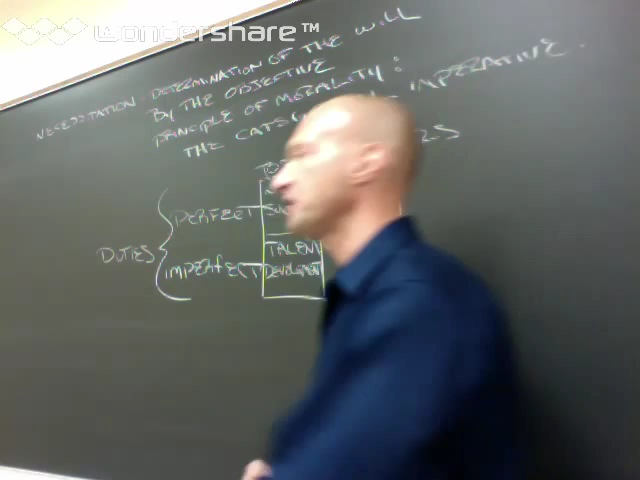 wondershare™
NECESSITATION - DETERMINATION OF THE WILL
BY THE OBJECTIVE
PRINCIPLE OF MORALITY:
THE IMPERATIVE.
DUTIES
PERFECT
TALENT
IMPERFECT DEVELOPMENT